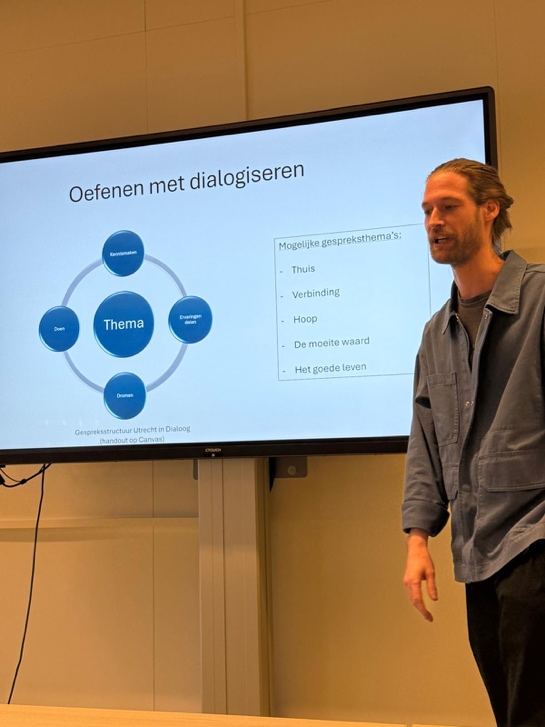 Oefenen met dialogiseren
Kennismaken
Thema
Ervaringen
delen
Dromen
Doen
Gespreksstructuur Utrecht in Dialoog
(handout op Canvas)
Mogelijke gespreksthema's:
- Thuis
- Verbinding
- Hoop
- De moeite waard
- Het goede leven
CTOUCH